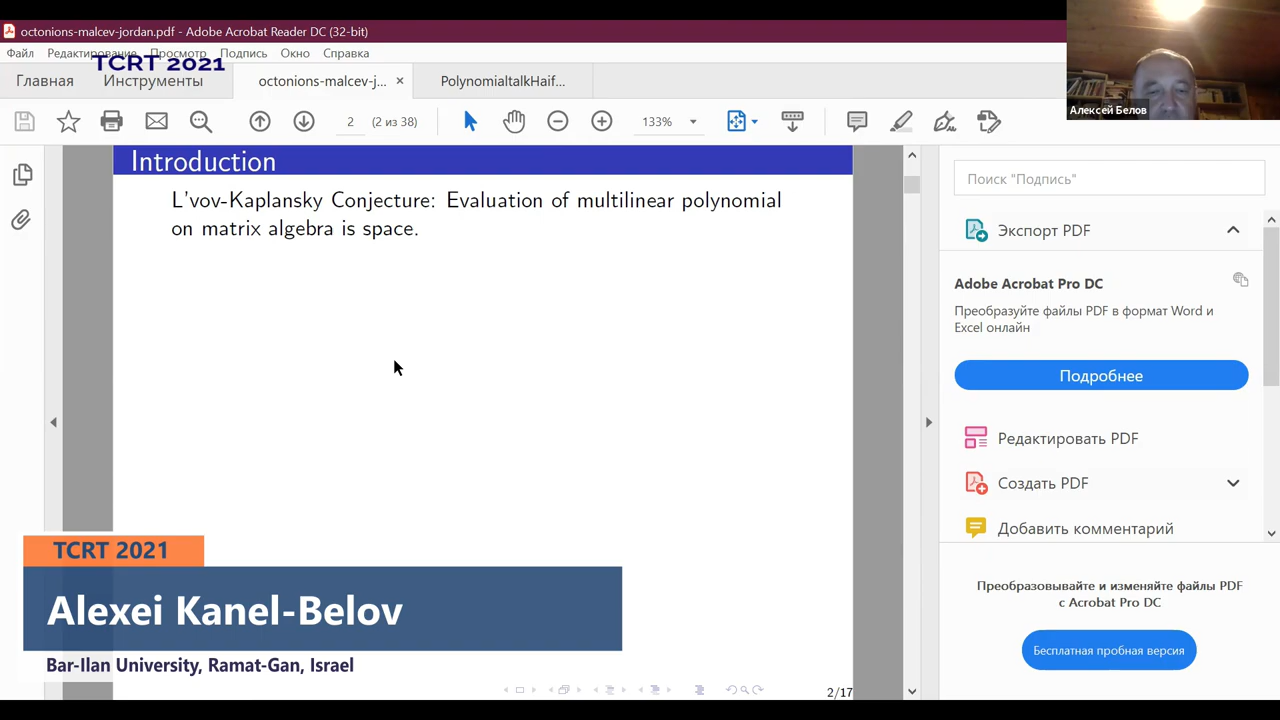 octonions-malcev-jordan.pdf - Adobe Acrobat Reader DC (32-bit)
Файл Редактирование Просмотр Подпись Окно Справка
TCRT 2021
Главная Инструменты octonions-malcev-jo... × PolynomialtalkHaif...
Алексей Белов
2 (2 из 38) 133%
Introduction
L'vov-Kaplansky Conjecture: Evaluation of multilinear polynomial
on matrix algebra is space.
2/17
Поиск "Подпись"
Экспорт PDF
Adobe Acrobat Pro DC
Преобразуйте файлы PDF в формат Word и
Excel онлайн
Подробнее
Редактировать PDF
Создать PDF
Добавить комментарий
Преобразовывайте и изменяйте файлы PDF
с Acrobat Pro DC
Бесплатная пробная версия
TCRT 2021
Alexei Kanel-Belov
Bar-Ilan University, Ramat-Gan, Israel